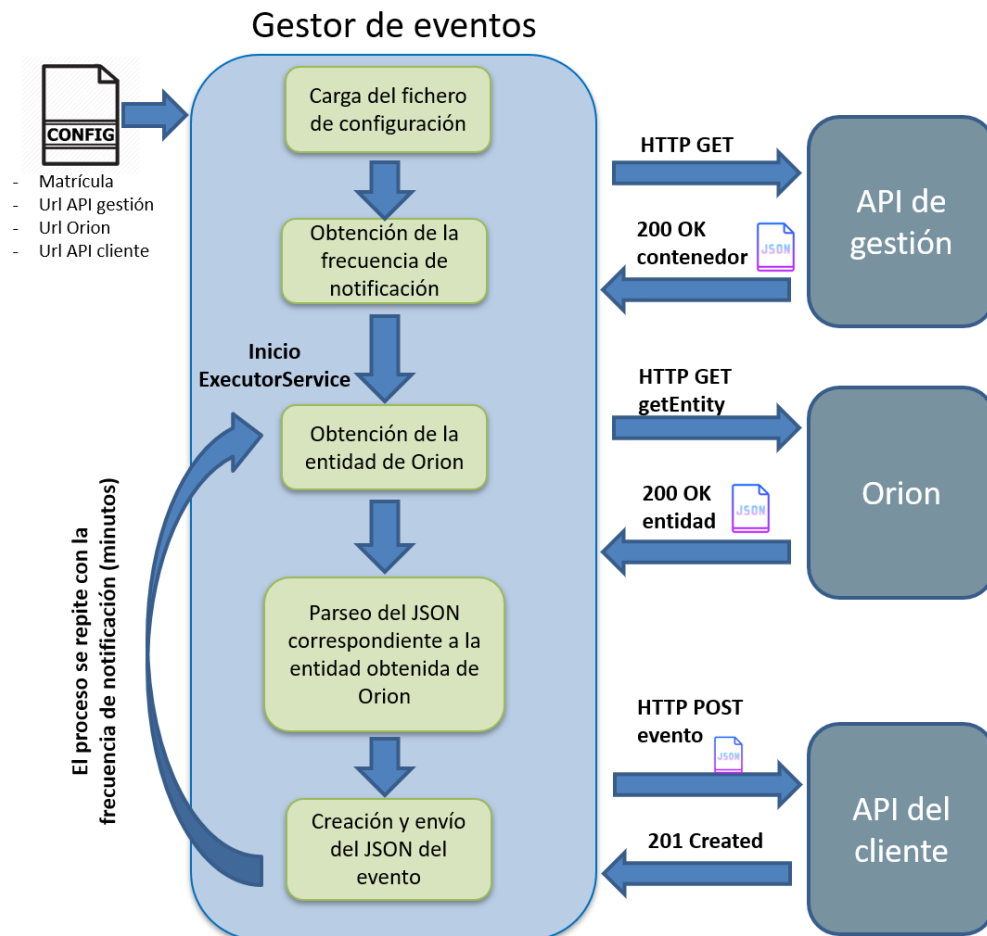 Gestor de eventos
CONFIG
- Matrícula
- Url API gestión
- Url Orion
- Url API cliente
Carga del fichero
de configuración
Obtención de la
frecuencia de
notificación
Inicio
ExecutorService
Obtención de la
entidad de Orion
Parseo del JSON
correspondiente a la
entidad obtenida de
Orion
Creación y envío
del JSON del
evento
El proceso se repite con la
frecuencia de notificación (minutos)
HTTP GET
200 OK
contenedor
JSON
API de
gestión
HTTP GET
getEntity
200 OK
entidad
JSON
Orion
HTTP POST
evento
JSON
201 Created
API del
cliente